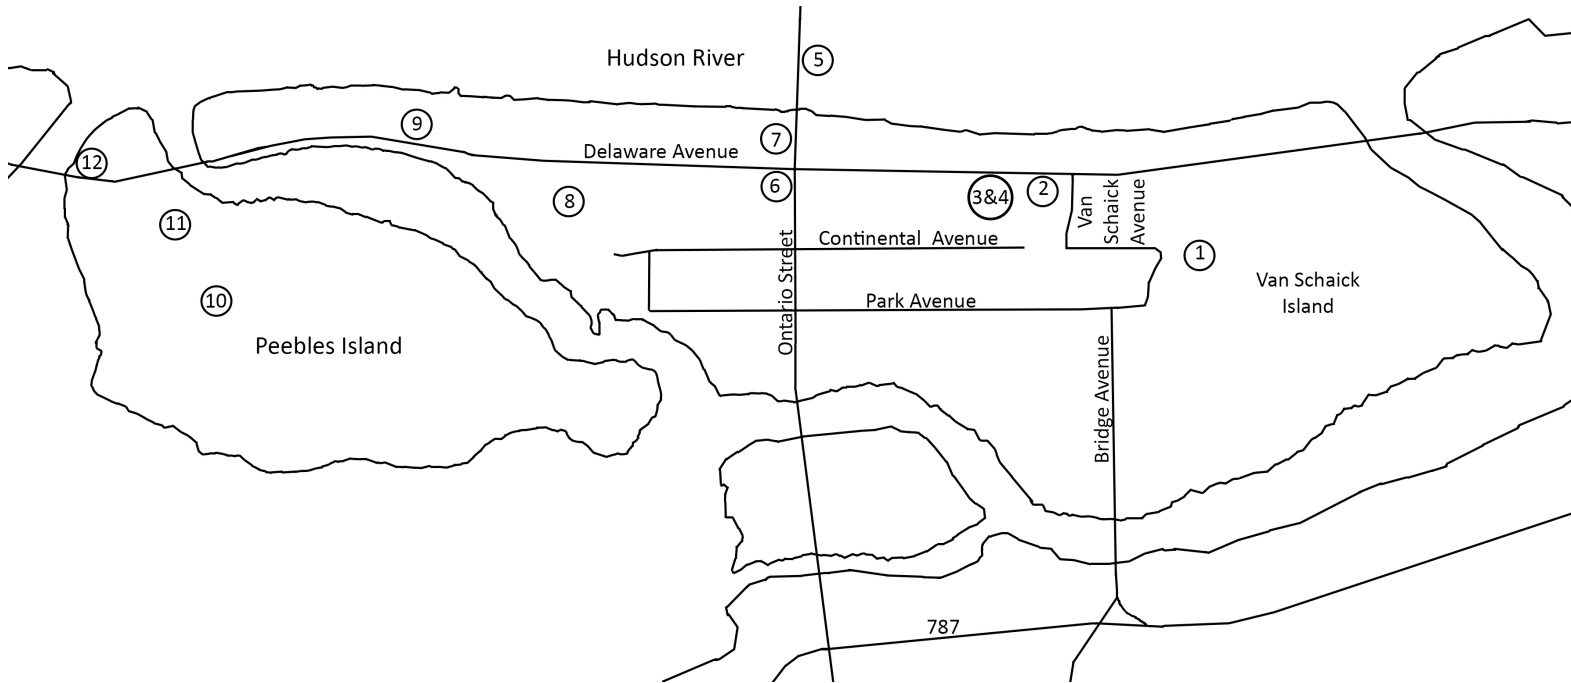 Hudson River
5
9
7
Delaware Avenue
12
6
8
3&4
2
Van
Schaick
Avenue
11
Continental Avenue
1
Ontario Street
Van Schaick
Island
10
Park Avenue
Peebles Island
Bridge Avenue
787